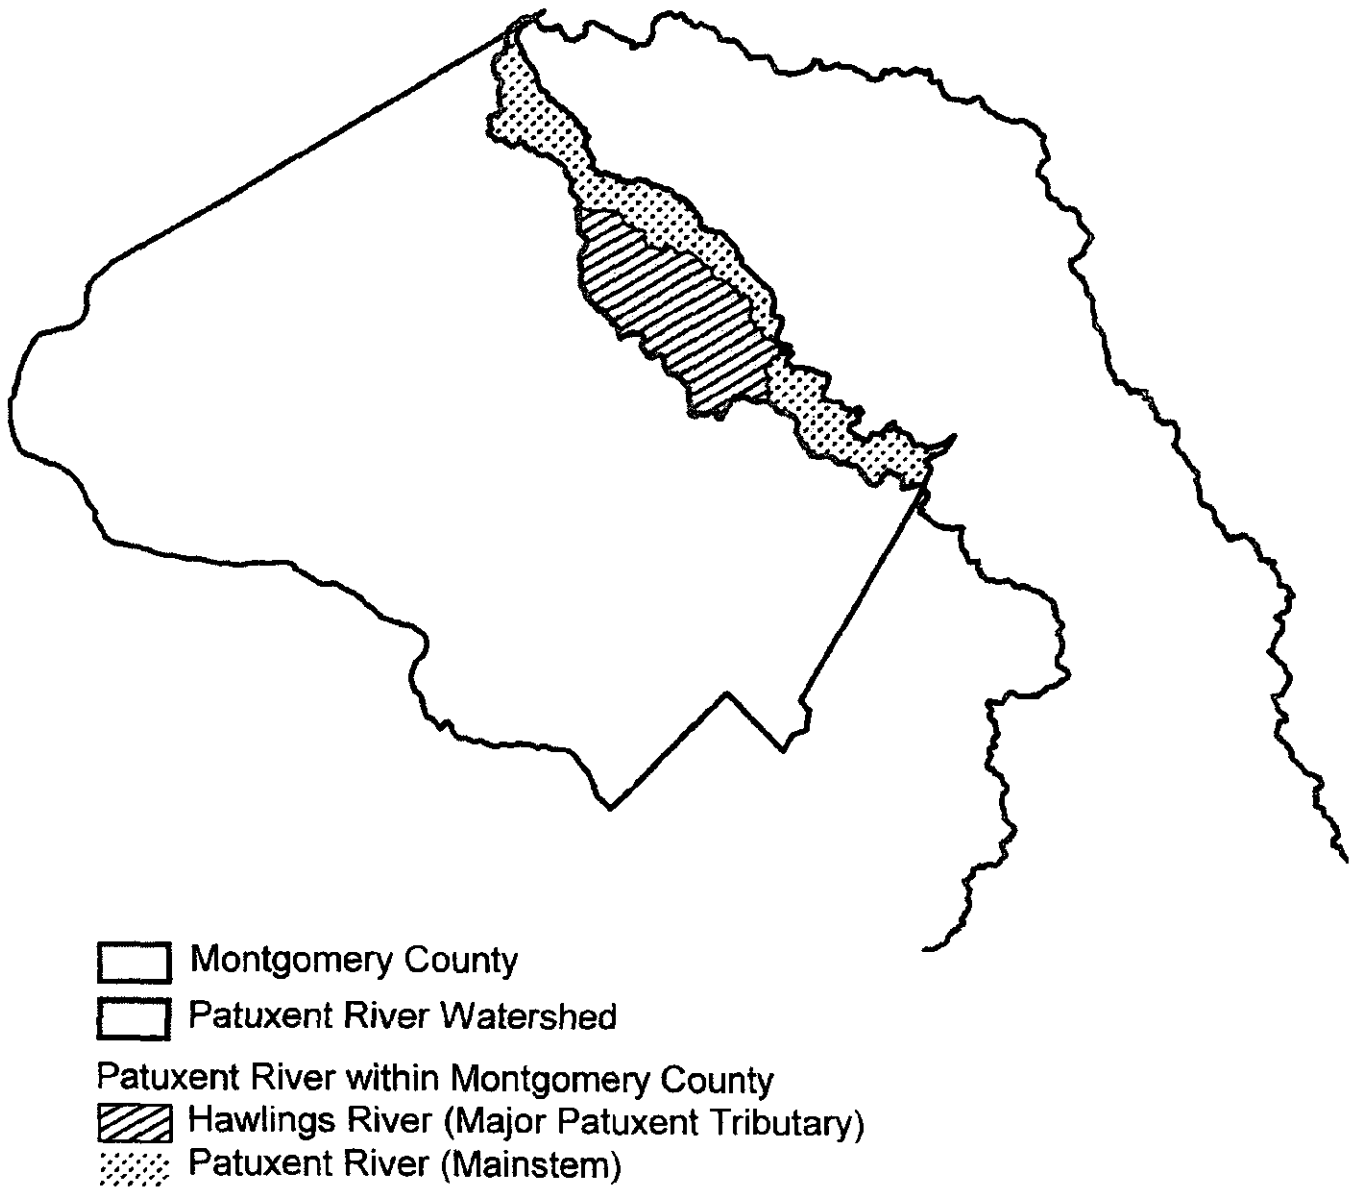 Montgomery County
Patuxent River Watershed
Patuxent River within Montgomery County
Hawlings River (Major Patuxent Tributary)
Patuxent River (Mainstem)